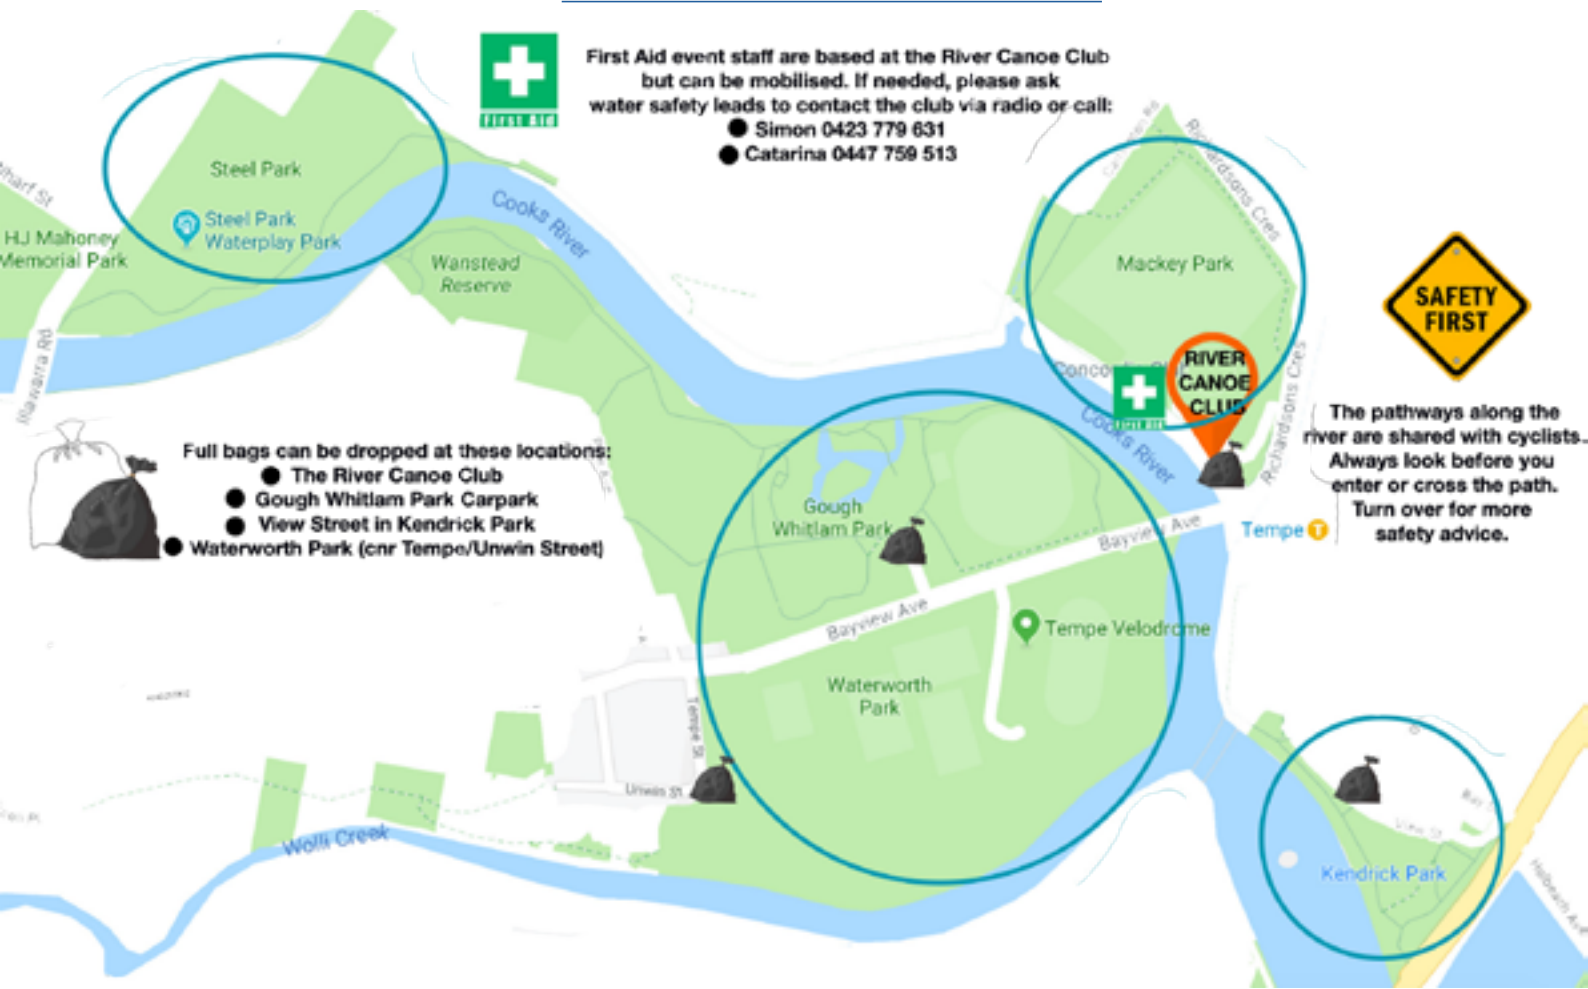 First Aid
First Aid event staff are based at the River Canoe Club
but can be mobilised. If needed, please ask
water safety leads to contact the club via radio or call:
● Simon 0423 779 631
● Catarina 0447 759 513
Steel Park
Steel Park
Waterplay Park
Wharf St
HJ Mahoney
Memorial Park
Illawarra Rd
Cooks River
Wanstead
Reserve
Richardsons Cres
Mackey Park
RIVER
CANOE
CLUB
First Aid
Cooks River
Richardsons Cres
SAFETY
FIRST
The pathways along the
river are shared with cyclists.
Always look before you
enter or cross the path.
Turn over for more
safety advice.
Full bags can be dropped at these locations:
● The River Canoe Club
● Gough Whitlam Park Carpark
● View Street in Kendrick Park
● Waterworth Park (cnr Tempe/Unwin Street)
Gough
Whitlam Park
Bayview Ave
Tempe T
Bayview Ave
Tempe Velodrome
Waterworth
Park
Tempe St
Unwin St
Wolli Creek
View St
Kendrick Park
Holbeach Ave